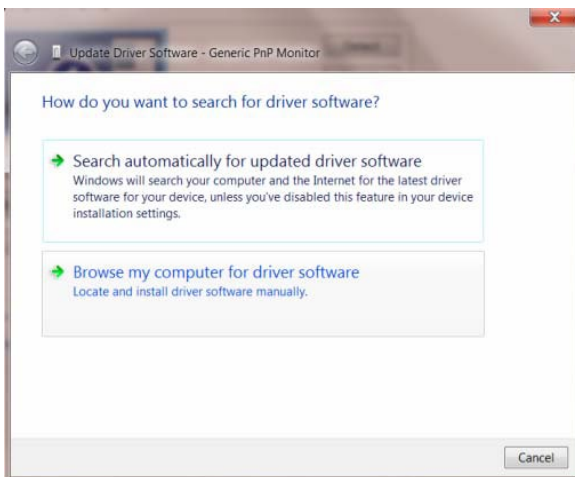 Update Driver Software - Generic PnP Monitor
How do you want to search for driver software?
Search automatically for updated driver software
Windows will search your computer and the Internet for the latest driver
software for your device, unless you've disabled this feature in your device
installation settings.
Browse my computer for driver software
Locate and install driver software manually.
Cancel